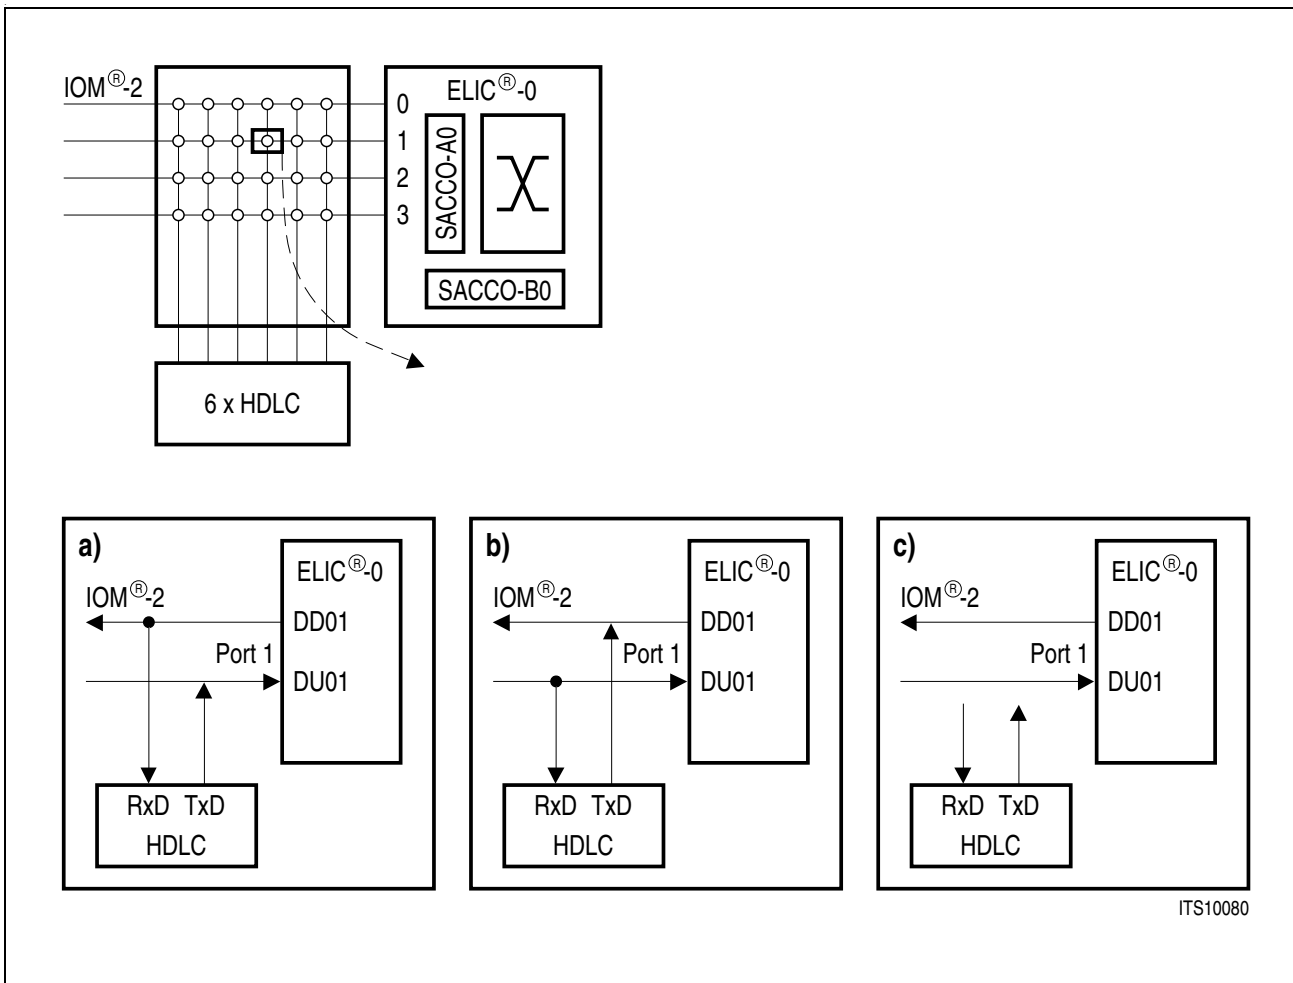 IOM®-2
ELIC®-0
0
1
2
3
SACCO-A0
SACCO-B0
6 x HDLC
a)
ELIC®-0
IOM®-2
DD01
Port 1
DU01
RxD TxD
HDLC
b)
ELIC®-0
IOM®-2
DD01
Port 1
DU01
RxD TxD
HDLC
c)
ELIC®-0
IOM®-2
DD01
Port 1
DU01
RxD TxD
HDLC
ITS10080